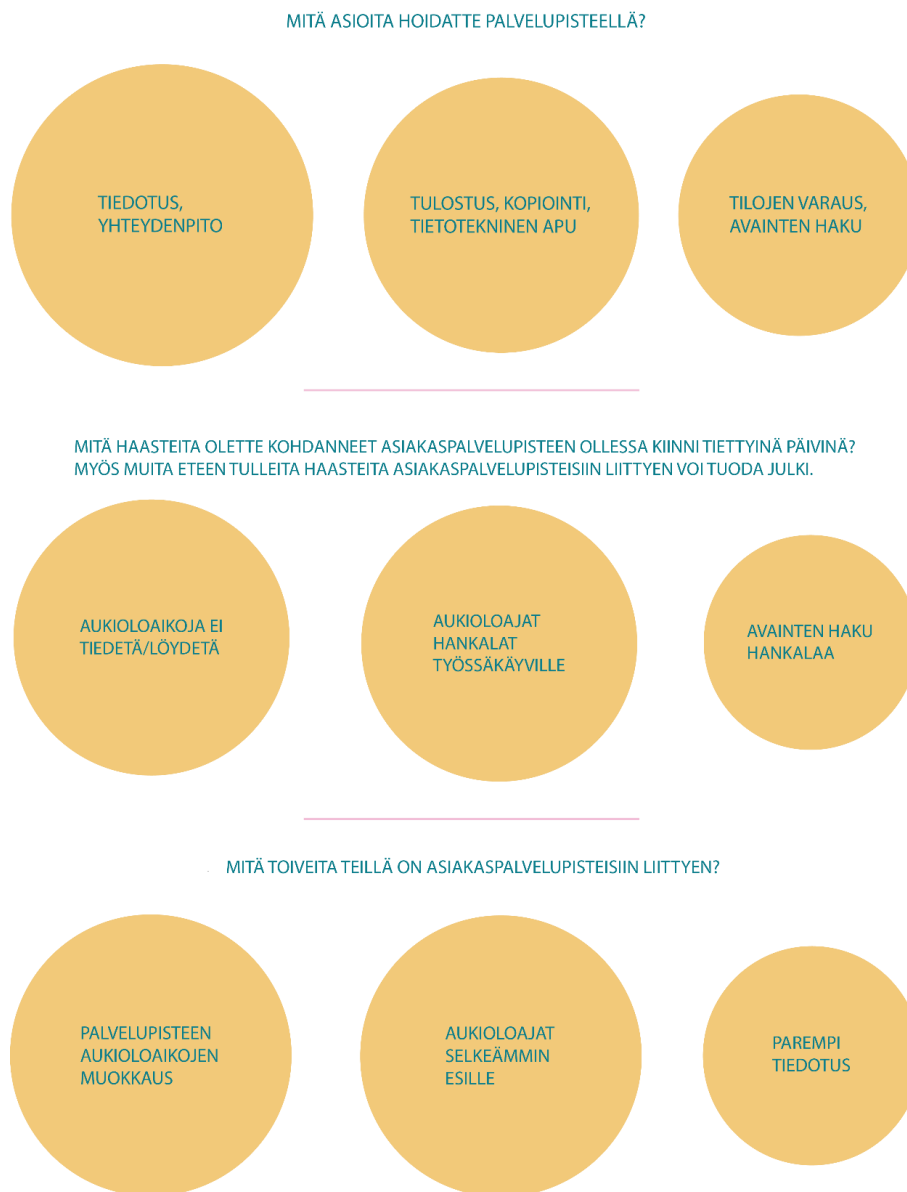 MITÄ ASIOITA HOIDATTE PALVELUPISTEELLÄ?
TIEDOTUS,
YHTEYDENPITO
TULOSTUS, KOPIOINTI,
TIETOTEKNINEN APU
TILOJEN VARAUS,
AVAINTEN HAKU
MITÄ HAASTEITA OLETTE KOHDANNEET ASIAKASPALVELUPISTEEN OLLESSA KIINNI TIETTYINÄ PÄIVINÄ?
MYÖS MUITA ETEEN TULLEITA HAASTEITA ASIAKASPALVELUPISTEISIIN LIITTYEN VOI TUODA JULKI.
AUKIOLOAIKOJA EI
TIEDETÄ/LÖYDETÄ
AUKIOLOAJAT
HANKALAT
TYÖSSÄKÄYVILLE
AVAINTEN HAKU
HANKALAA
MITÄ TOIVEITA TEILLÄ ON ASIAKASPALVELUPISTEISIIN LIITTYEN?
PALVELUPISTEEN
AUKIOLOAIKOJEN
MUOKKAUS
AUKIOLOAJAT
SELKEÄMMIN
ESILLE
PAREMPI
TIEDOTUS